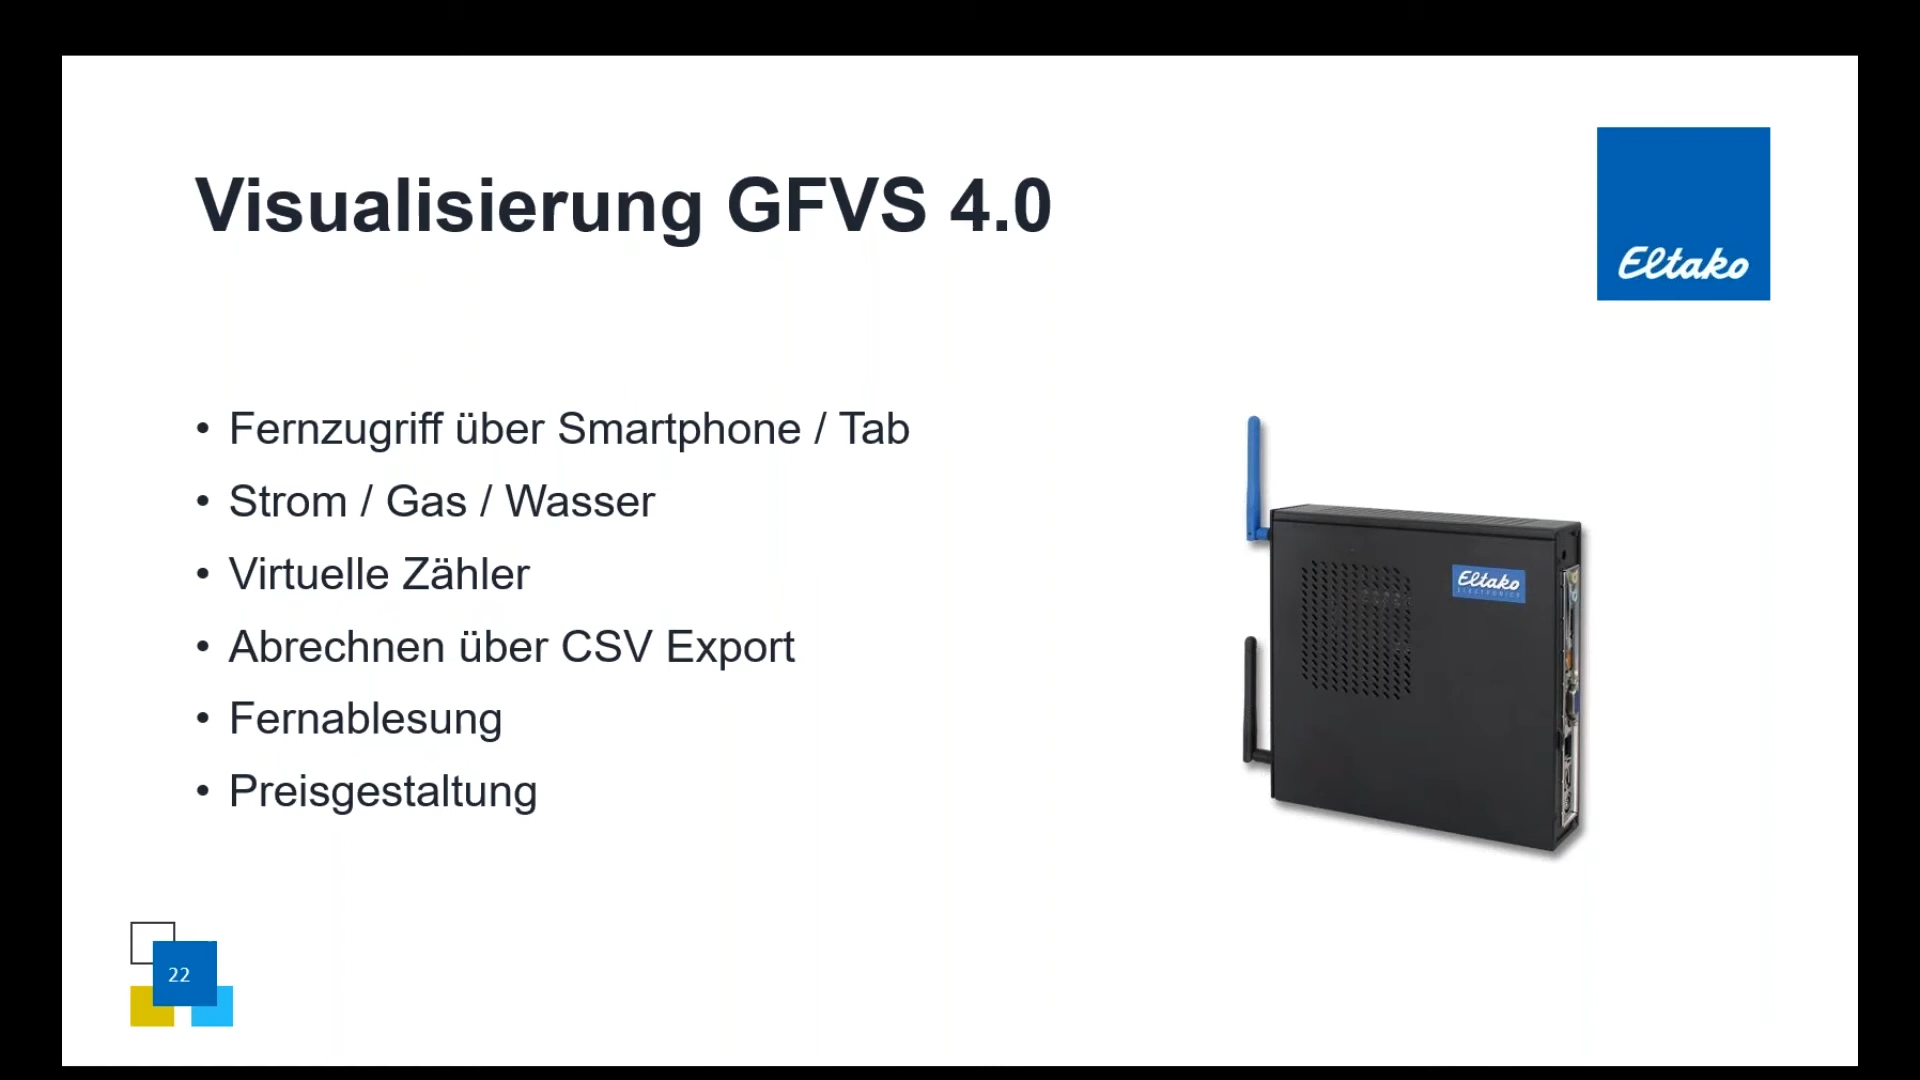 Visualisierung GFVS 4.0
Eltako
• Fernzugriff über Smartphone / Tab
• Strom / Gas / Wasser
• Virtuelle Zähler
• Abrechnen über CSV Export
• Fernablesung
• Preisgestaltung
Eltako
ELECTRONICS
22